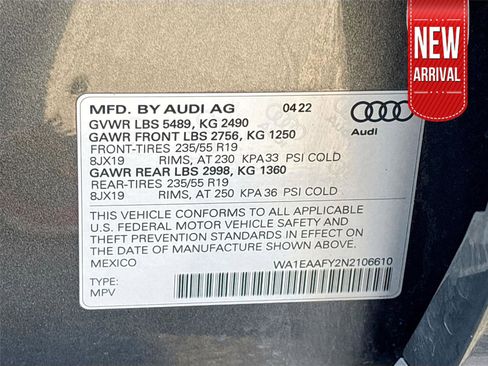 NEW
ARRIVAL
MFD. BY AUDI AG 04 22
GVWR LBS 5489, KG 2490
GAWR FRONT LBS 2756, KG 1250
FRONT-TIRES 235/55 R19
8JX19 RIMS, AT 230 KPA 33 PSI COLD
GAWR REAR LBS 2998, KG 1360
REAR-TIRES 235/55 R19
8JX19 RIMS, AT 250 KPA 36 PSI COLD
Audi
THIS VEHICLE CONFORMS TO ALL APPLICABLE
U.S. FEDERAL MOTOR VEHICLE SAFETY AND
THEFT PREVENTION STANDARDS IN EFFECT ON
THE DATE OF MANUFACTURE SHOWN ABOVE.
MEXICO WA1EAAFY2N2106610
TYPE:
MPV